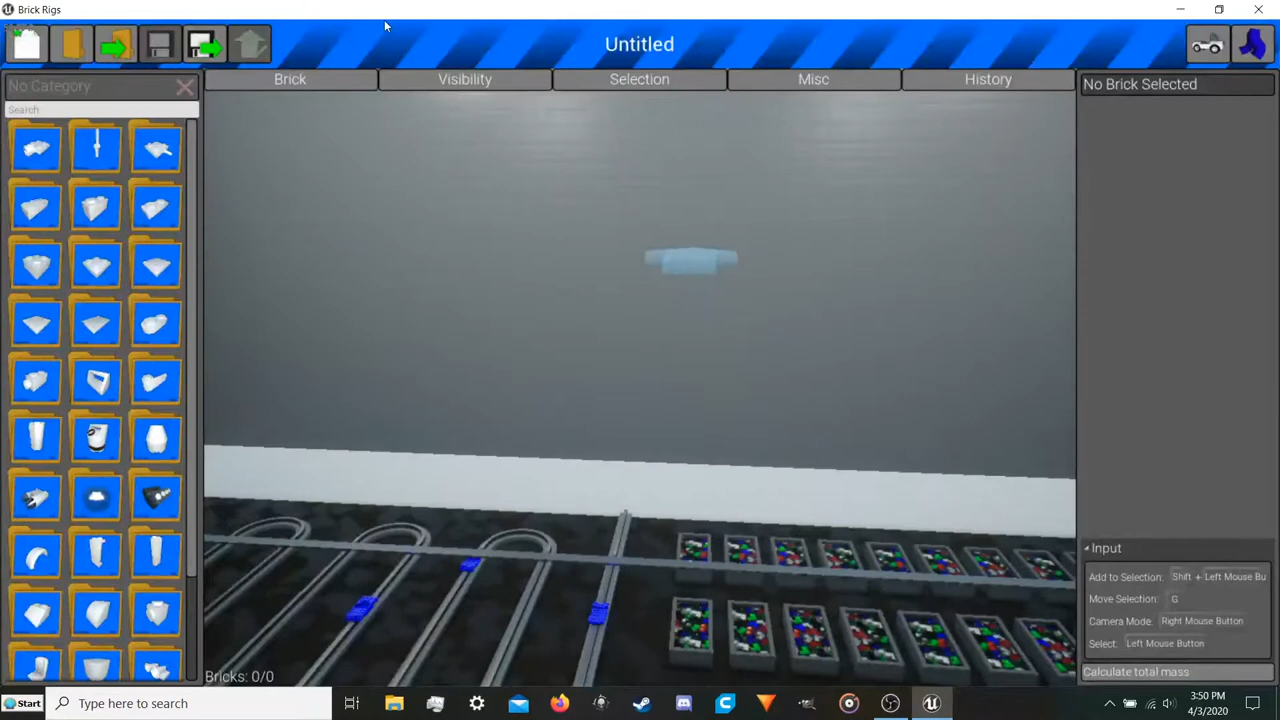 Brick Rigs
Untitled
No Category
Search
Brick
Visibility
Selection
Misc
History
No Brick Selected
Input
Add to Selection: Shift + Left Mouse Bu
Move Selection: G
Camera Mode: Right Mouse Button
Select: Left Mouse Button
Calculate total mass
Bricks: 0/0
Start
Type here to search
3:50 PM
4/3/2020